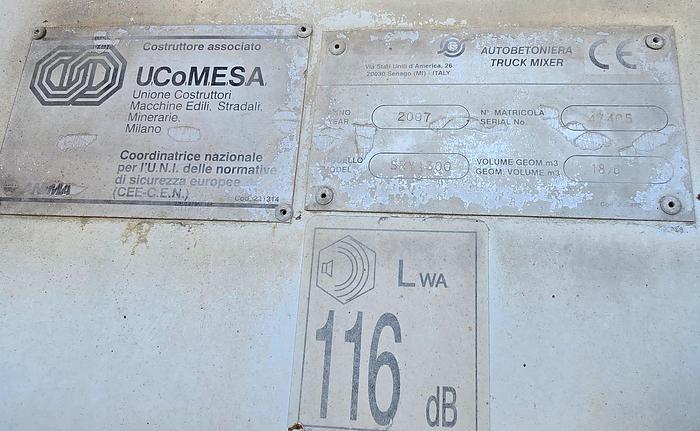 Costruttore associato
UCoMESA
Unione Costruttori
Macchine Edili, Stradali,
Minerarie.
Milano
Coordinatrice nazionale
per l'U.N.I. delle normative
di sicurezza europee
(CEE-C.E.N.)
Via Stati Uniti d'America, 26
20030 Senago (MI) - ITALY
AUTOBETONIERA
TRUCK MIXER
CE
YEAR 2007
N° MATRICOLA
SERIAL No.
MODEL
VOLUME GEOM. m3
GEOM. VOLUME m3
LWA
116
dB